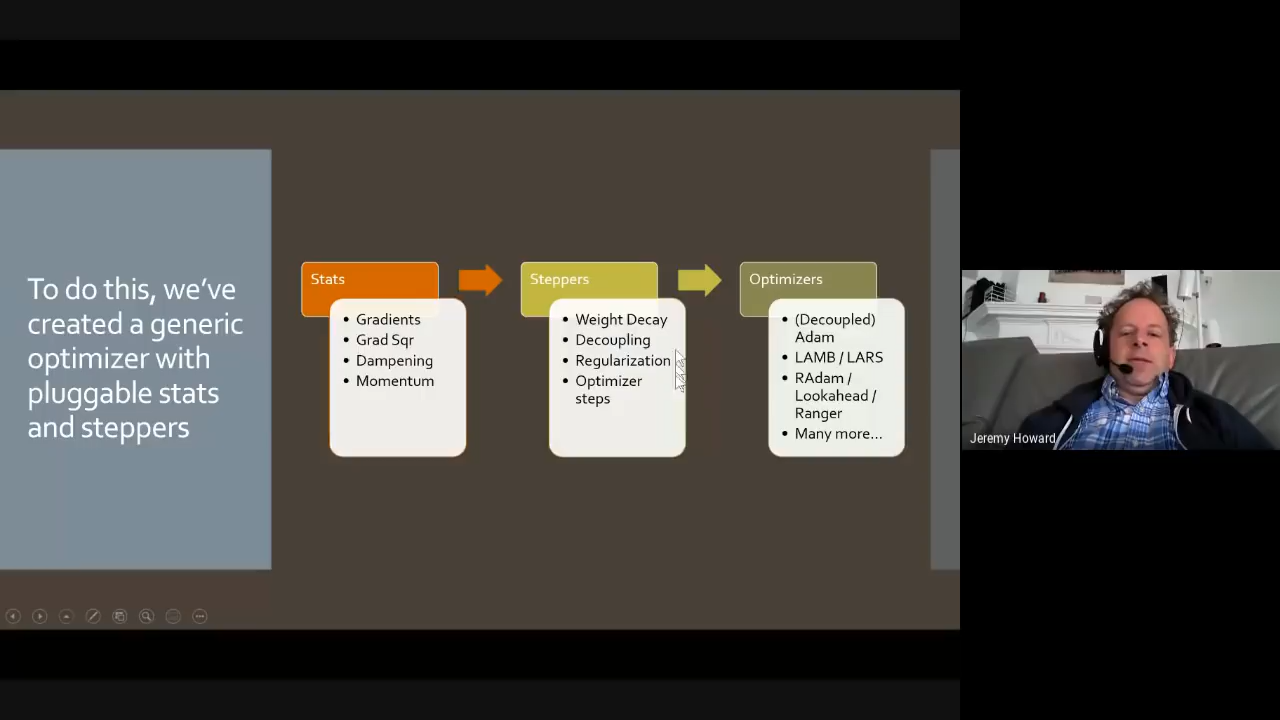 To do this, we've
created a generic
optimizer with
pluggable stats
and steppers
Stats
• Gradients
• Grad Sqr
• Dampening
• Momentum
Steppers
• Weight Decay
• Decoupling
• Regularization
• Optimizer
steps
Optimizers
• (Decoupled)
Adam
• LAMB / LARS
• RAdam /
Lookahead /
Ranger
• Many more...
Jeremy Howard